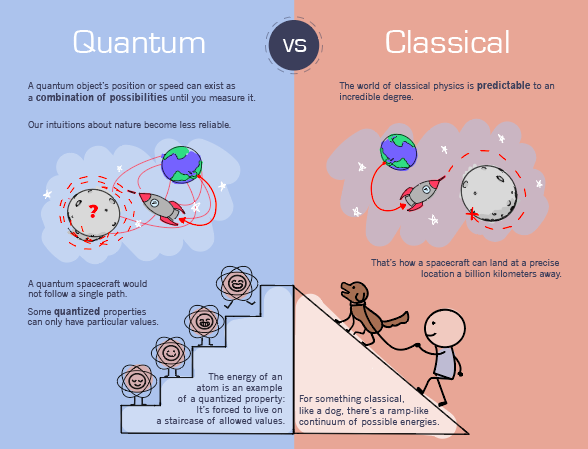 Quantum
VS
Classical
A quantum object's position or speed can exist as
a combination of possibilities until you measure it.
Our intuitions about nature become less reliable.
The world of classical physics is predictable to an
incredible degree.
?
A quantum spacecraft would
not follow a single path.
Some quantized properties
can only have particular values.
That's how a spacecraft can land at a precise
location a billion kilometers away.
The energy of an
atom is an example
of a quantized property:
It's forced to live on
a staircase of allowed values.
For something classical,
like a dog, there's a ramp-like
continuum of possible energies.